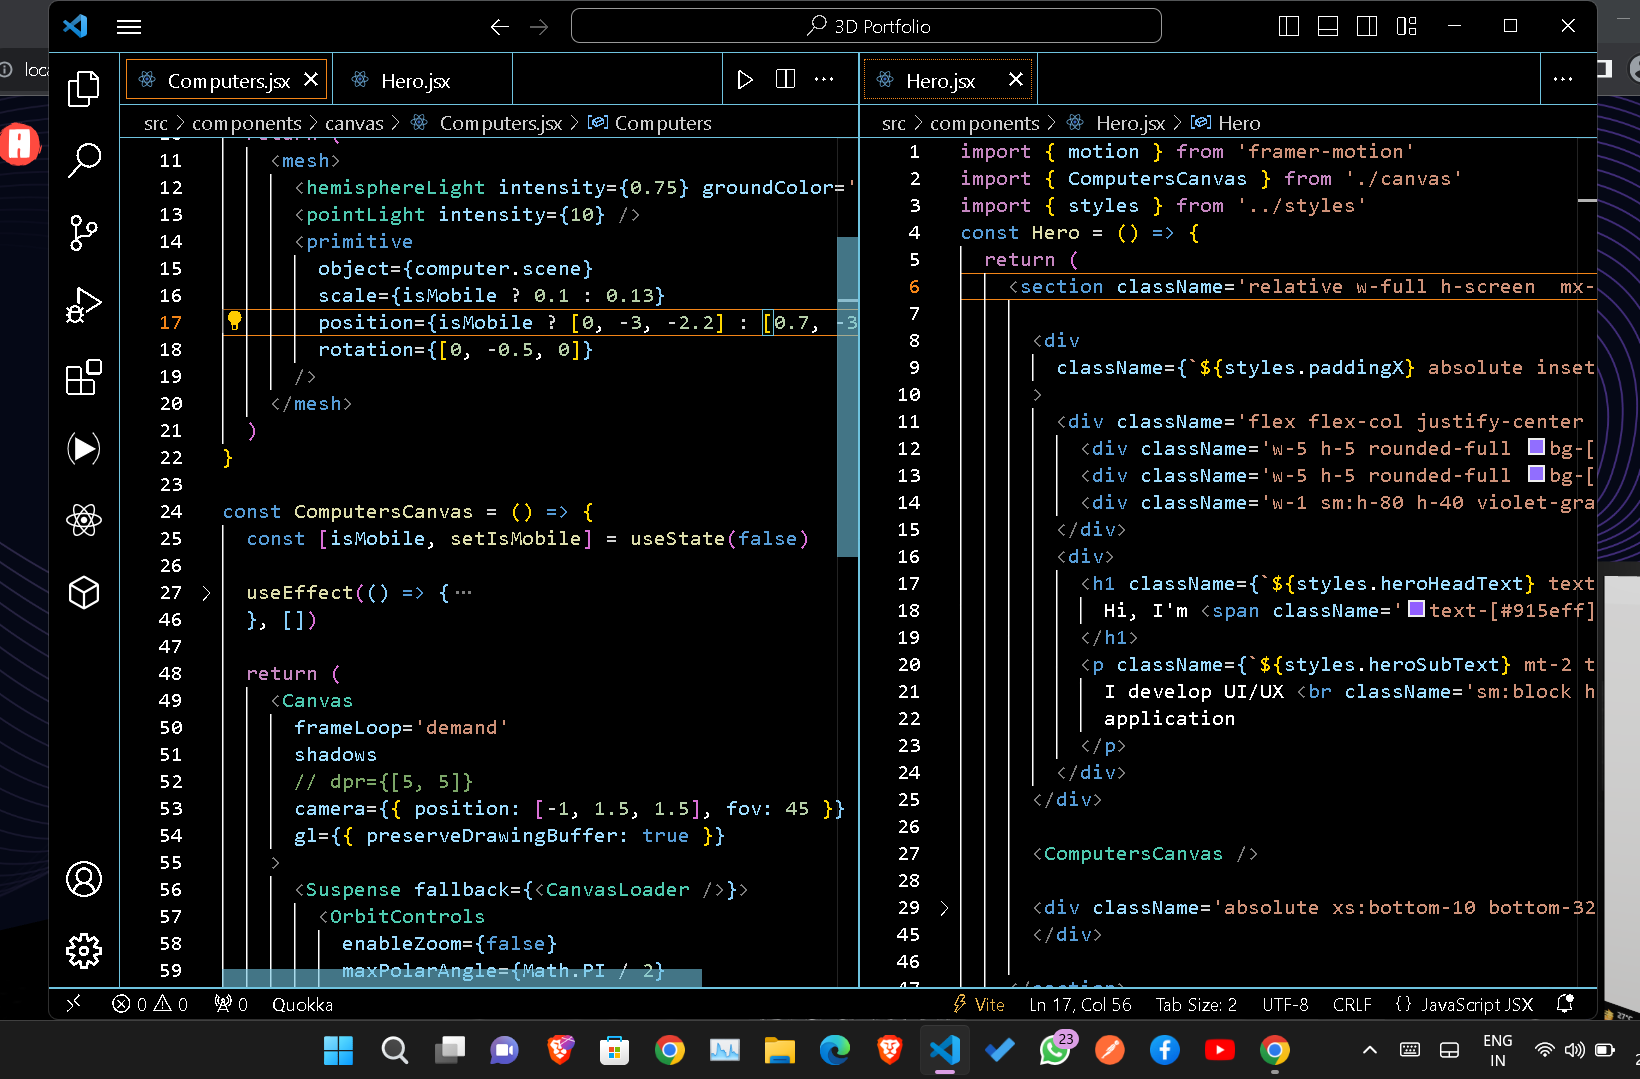 3D Portfolio
Computers.jsx
Hero.jsx
Hero.jsx
src > components > canvas > Computers.jsx > Computers
11 <mesh>
12 <hemisphereLight intensity={0.75} groundColor='
13 <pointLight intensity={10} />
14 <primitive
15 object={computer.scene}
16 scale={isMobile ? 0.1 : 0.13}
17 position={isMobile ? [0, -3, -2.2] : [0.7, -3
18 rotation={[0, -0.5, 0]}
19 />
20 </mesh>
21 )
22 }
23
24 const ComputersCanvas = () => {
25 const [isMobile, setIsMobile] = useState(false)
26
27 > useEffect(() => {···
46 }, [])
47
48 return (
49 <Canvas
50 frameLoop='demand'
51 shadows
52 // dpr={[5, 5]}
53 camera={{ position: [-1, 1.5, 1.5], fov: 45 }}
54 gl={{ preserveDrawingBuffer: true }}
55 >
56 <Suspense fallback={<CanvasLoader />}>
57 <OrbitControls
58 enableZoom={false}
59 maxPolarAngle={Math.PI / 2}
src > components > Hero.jsx > Hero
1 import { motion } from 'framer-motion'
2 import { ComputersCanvas } from './canvas'
3 import { styles } from '../styles'
4 const Hero = () => {
5 return (
6 <section className='relative w-full h-screen mx-
7
8 <div
9 className={`${styles.paddingX} absolute inset
10 >
11 <div className='flex flex-col justify-center
12 <div className='w-5 h-5 rounded-full bg-[
13 <div className='w-5 h-5 rounded-full bg-[
14 <div className='w-1 sm:h-80 h-40 violet-gra
15 </div>
16 <div>
17 <h1 className={`${styles.heroHeadText} text
18 Hi, I'm <span className='text-[#915eff]
19 </h1>
20 <p className={`${styles.heroSubText} mt-2 t
21 I develop UI/UX <br className='sm:block h
22 application
23 </p>
24 </div>
25 </div>
26
27 <ComputersCanvas />
28
29 > <div className='absolute xs:bottom-10 bottom-32
45 </div>
46
0 0 0 Quokka
Vite Ln 17, Col 56 Tab Size: 2 UTF-8 CRLF {} JavaScript JSX
23
ENG
IN